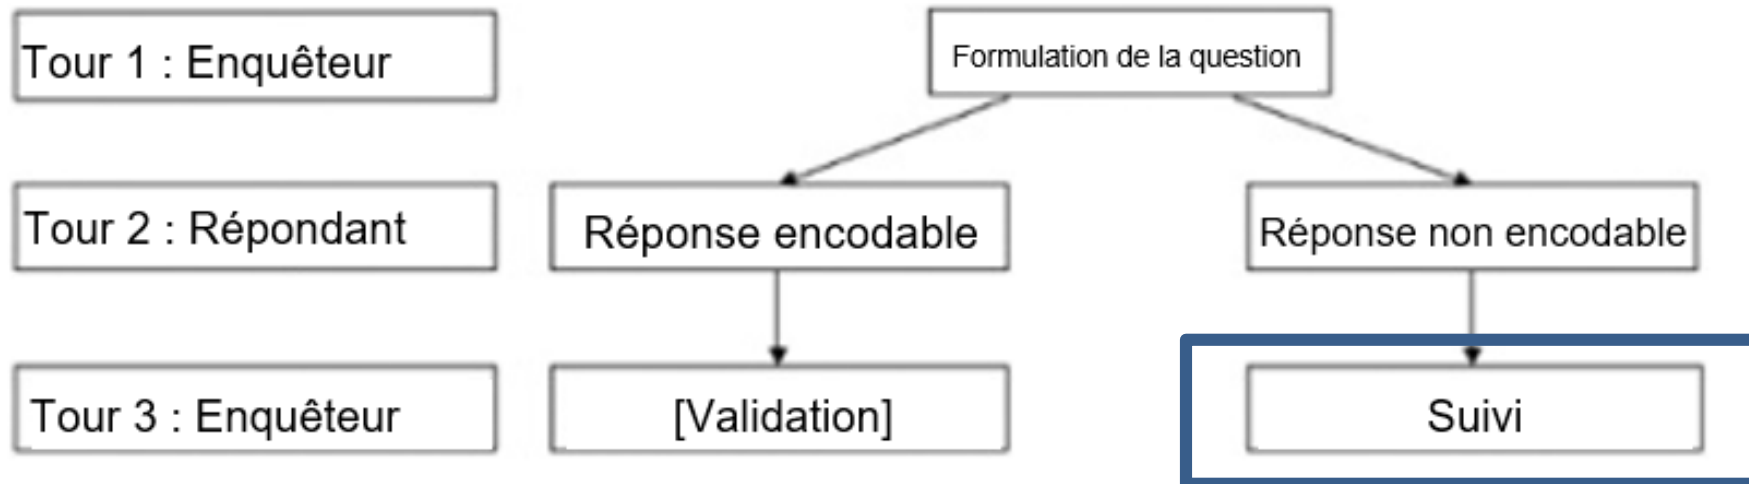 Tour 1 : Enquêteur
Formulation de la question
Tour 2 : Répondant
Réponse encodable
Réponse non encodable
Tour 3 : Enquêteur
[Validation]
Suivi